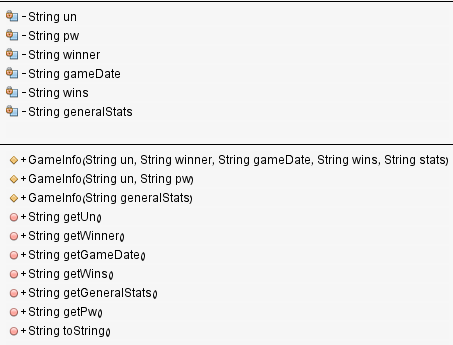 - String un
- String pw
- String winner
- String gameDate
- String wins
- String generalStats
+ GameInfo(String un, String winner, String gameDate, String wins, String stats)
+ GameInfo(String un, String pw)
+ GameInfo(String generalStats)
+ String getUn()
+ String getWinner()
+ String getGameDate()
+ String getWins()
+ String getGeneralStats()
+ String getPw()
+ String toString()